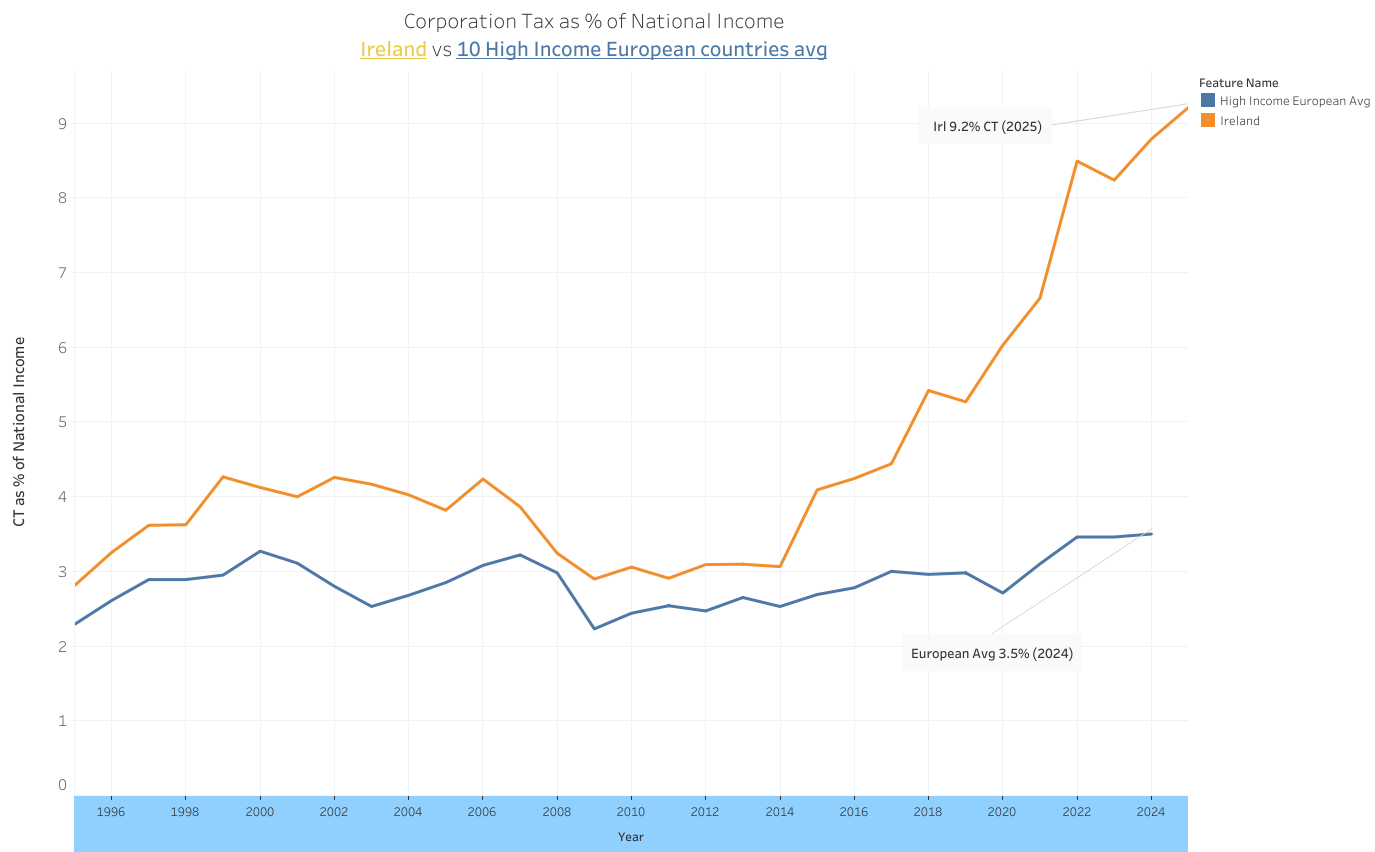 Corporation Tax as % of National Income
Ireland vs 10 High Income European countries avg
Feature Name
High Income European Avg
Ireland
Irl 9.2% CT (2025)
European Avg 3.5% (2024)
CT as % of National Income
9
8
7
6
5
4
3
2
1
0
1996 1998 2000 2002 2004 2006 2008 2010 2012 2014 2016 2018 2020 2022 2024
Year